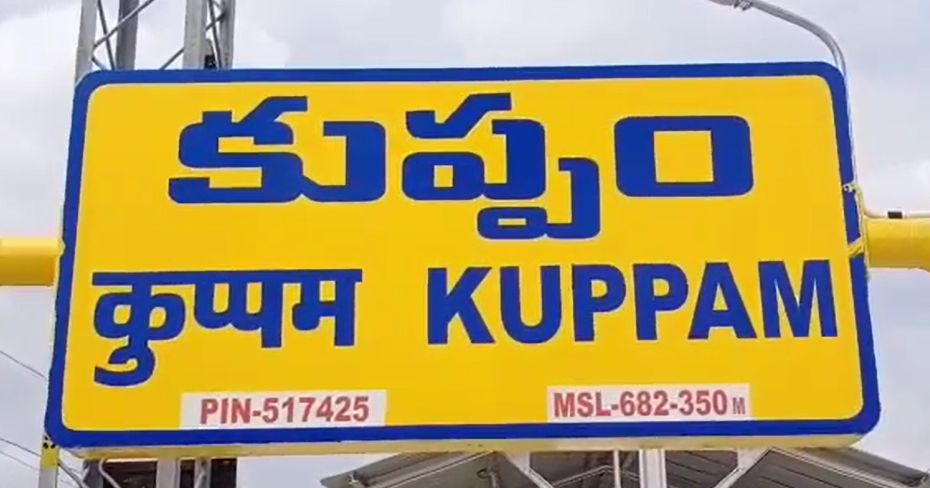 కుప్పం
कुप्पम KUPPAM
PIN-517425 MSL-682-350 M